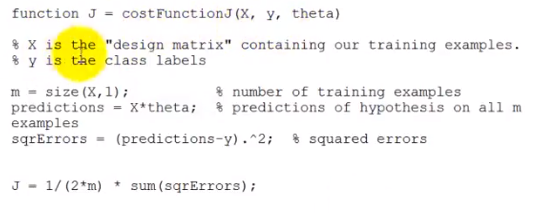 function J = costFunctionJ(X, y, theta)
% X is the "design matrix" containing our training examples.
% y is the class labels
m = size(X,1); % number of training examples
predictions = X*theta; % predictions of hypothesis on all m
examples
sqrErrors = (predictions-y).^2; % squared errors
J = 1/(2*m) * sum(sqrErrors);